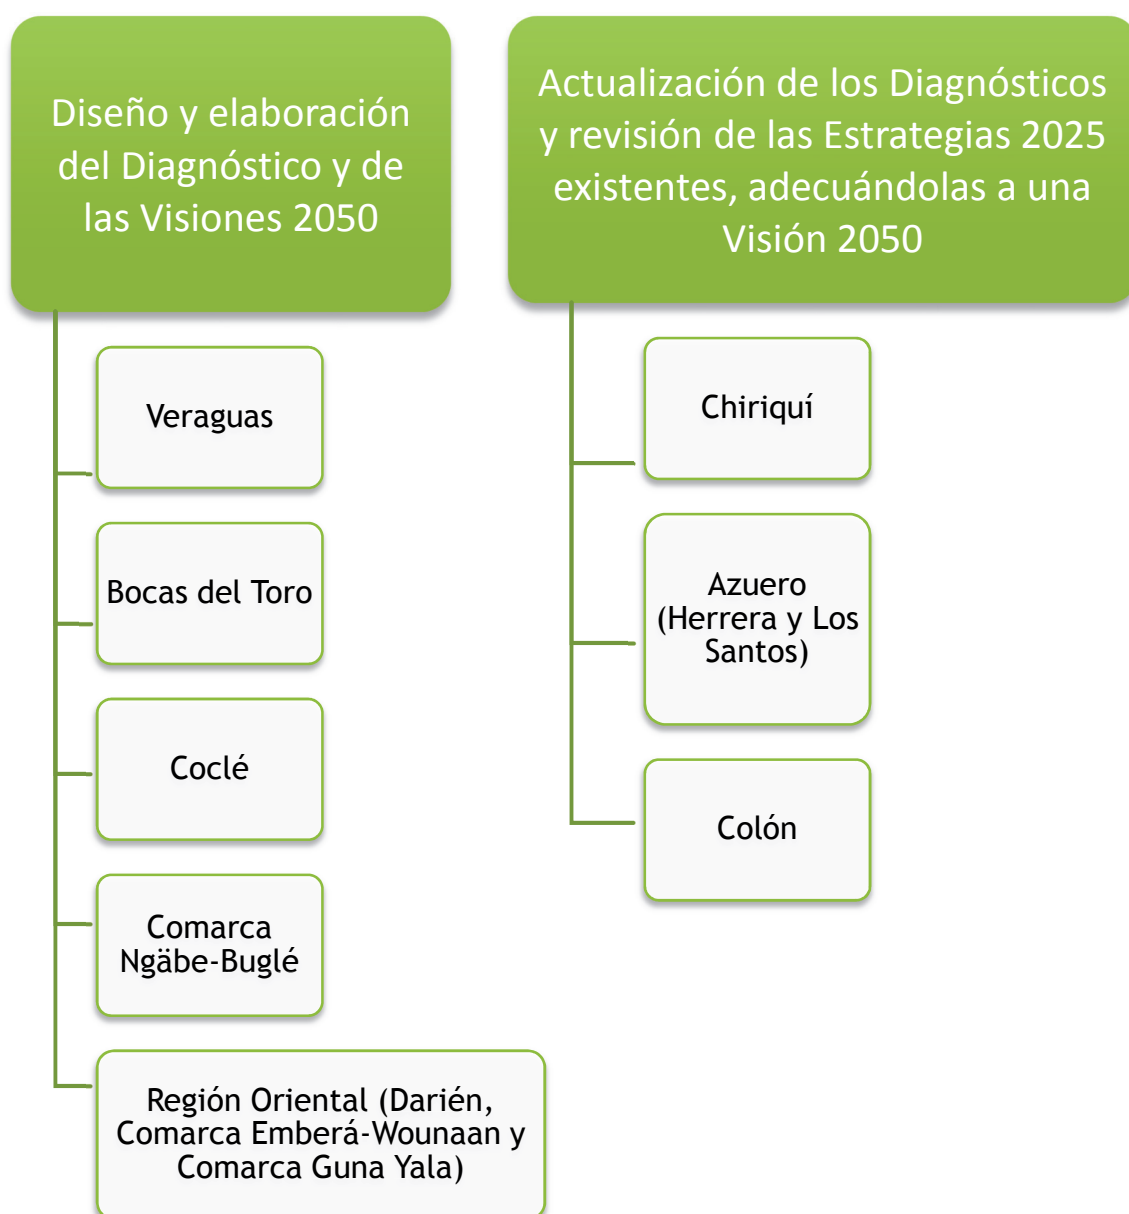 Diseño y elaboración
del Diagnóstico y de
las Visiones 2050
Veraguas
Bocas del Toro
Coclé
Comarca
Ngäbe-Buglé
Región Oriental (Darién,
Comarca Emberá-Wounaan y
Comarca Guna Yala)
Actualización de los Diagnósticos
y revisión de las Estrategias 2025
existentes, adecuándolas a una
Visión 2050
Chiriquí
Azuero
(Herrera y Los
Santos)
Colón